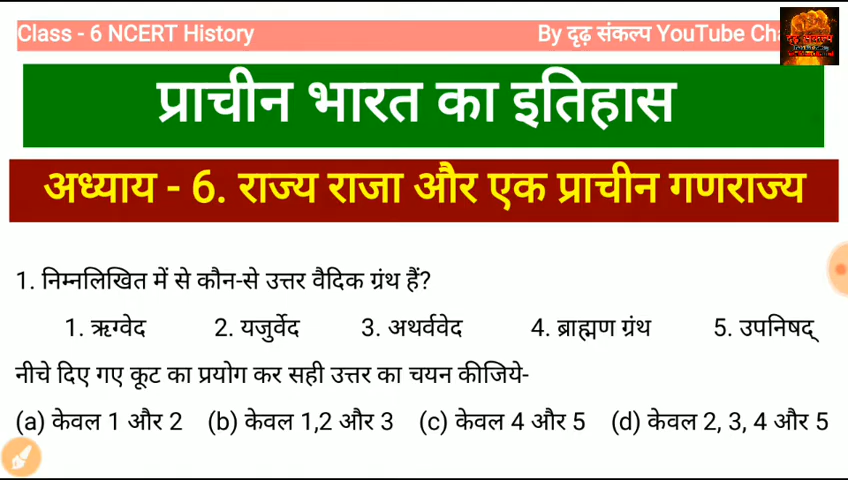 Class - 6 NCERT History
By दृढ़ संकल्प YouTube Cha
दृढ़ संकल्प
प्राचीन भारत का इतिहास
अध्याय - 6. राज्य राजा और एक प्राचीन गणराज्य
1. निम्नलिखित में से कौन-से उत्तर वैदिक ग्रंथ हैं?
1. ऋग्वेद 2. यजुर्वेद 3. अथर्ववेद 4. ब्राह्मण ग्रंथ 5. उपनिषद्
नीचे दिए गए कूट का प्रयोग कर सही उत्तर का चयन कीजिये-
(a) केवल 1 और 2 (b) केवल 1,2 और 3 (c) केवल 4 और 5 (d) केवल 2, 3, 4 और 5